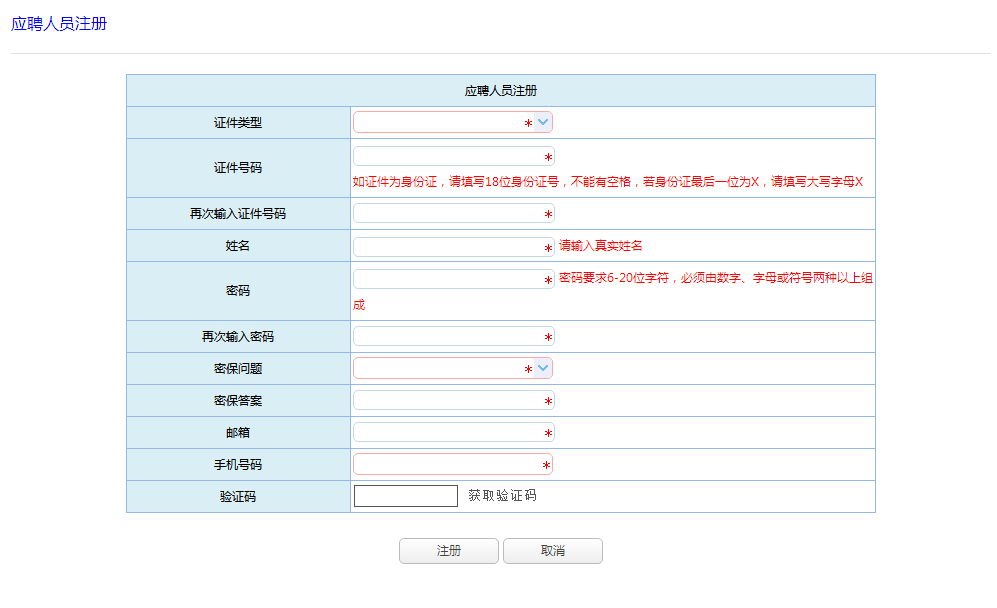 应聘人员注册
应聘人员注册
证件类型 *
证件号码 *
如证件为身份证，请填写18位身份证号，不能有空格，若身份证最后一位为X，请填写大写字母X
再次输入证件号码 *
姓名 * 请输入真实姓名
密码 * 密码要求6-20位字符，必须由数字、字母或符号两种以上组
成
再次输入密码 *
密保问题 *
密保答案 *
邮箱 *
手机号码 *
验证码 获取验证码
注册 取消